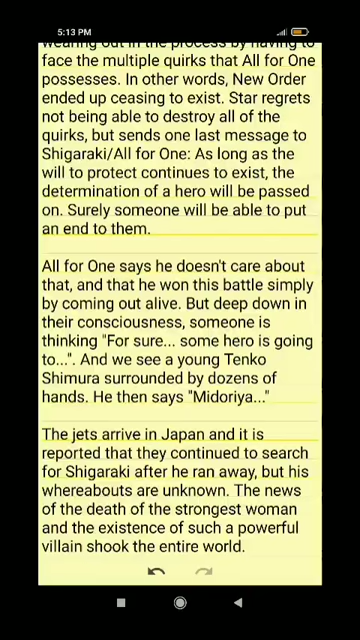 5:13 PM
wearing out in the process by having to
face the multiple quirks that All for One
possesses. In other words, New Order
ended up ceasing to exist. Star regrets
not being able to destroy all of the
quirks, but sends one last message to
Shigaraki/All for One: As long as the
will to protect continues to exist, the
determination of a hero will be passed
on. Surely someone will be able to put
an end to them.
All for One says he doesn't care about
that, and that he won this battle simply
by coming out alive. But deep down in
their consciousness, someone is
thinking "For sure... some hero is going
to...". And we see a young Tenko
Shimura surrounded by dozens of
hands. He then says "Midoriya..."
The jets arrive in Japan and it is
reported that they continued to search
for Shigaraki after he ran away, but his
whereabouts are unknown. The news
of the death of the strongest woman
and the existence of such a powerful
villain shook the entire world.